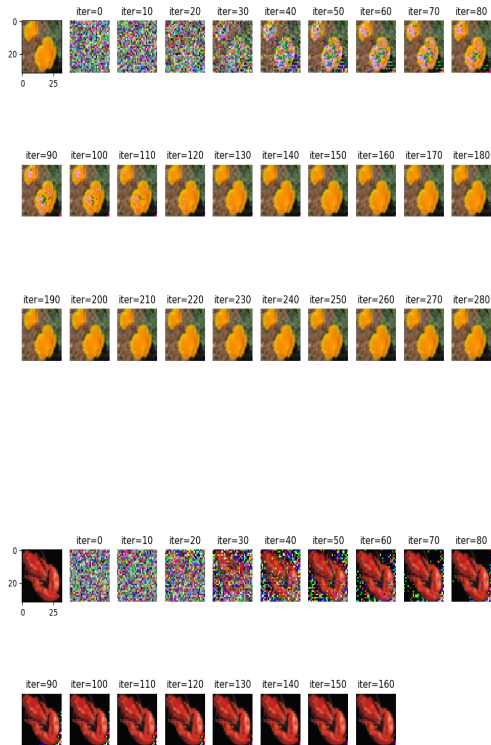 iter=0 iter=10 iter=20 iter=30 iter=40 iter=50 iter=60 iter=70 iter=80
0
20
0 25
iter=90 iter=100 iter=110 iter=120 iter=130 iter=140 iter=150 iter=160 iter=170 iter=180
iter=190 iter=200 iter=210 iter=220 iter=230 iter=240 iter=250 iter=260 iter=270 iter=280
iter=0 iter=10 iter=20 iter=30 iter=40 iter=50 iter=60 iter=70 iter=80
0
20
0 25
iter=90 iter=100 iter=110 iter=120 iter=130 iter=140 iter=150 iter=160